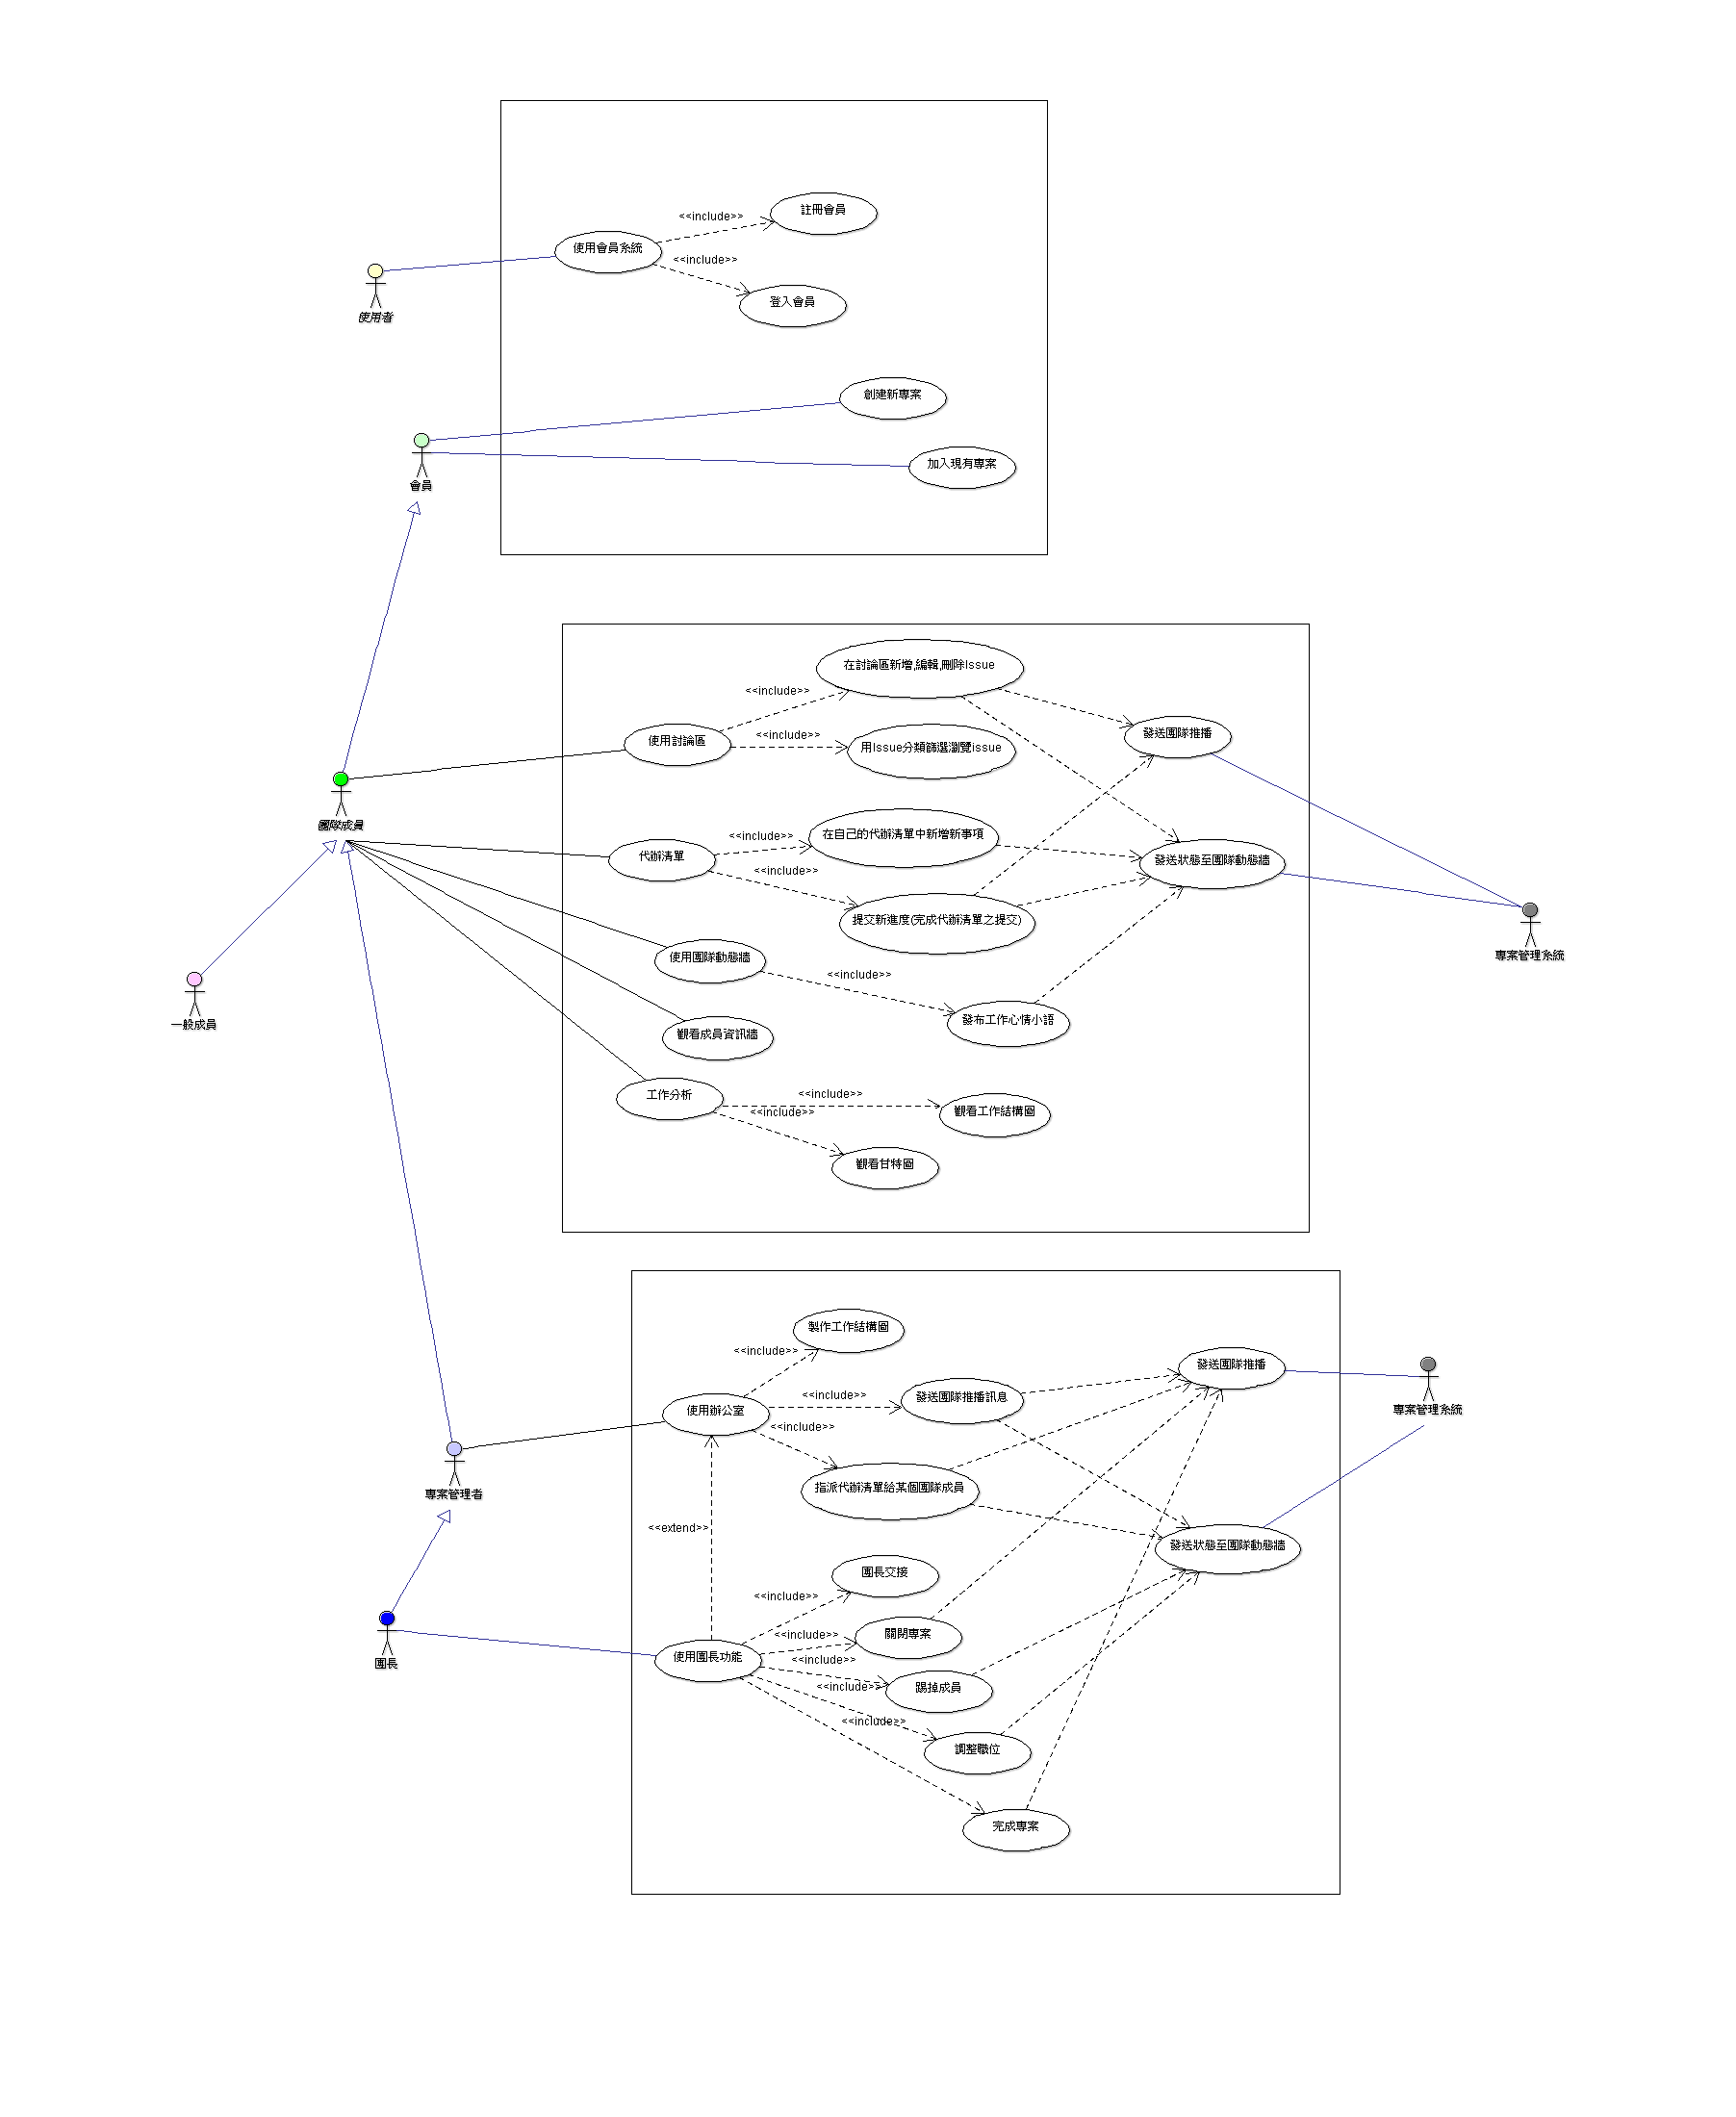 <<include>>
註冊會員
使用會員系統
<<include>>
登入會員
使用者
創建新專案
加入現有專案
會員
在討論區新增,編輯,刪除Issue
<<include>>
發送團隊推播
使用討論區
<<include>>
用Issue分類篩選瀏覽issue
團隊成員
<<include>>
在自己的代辦清單中新增新事項
代辦清單
發送狀態至團隊動態牆
<<include>>
提交新進度(完成代辦清單之提交)
使用團隊動態牆
專案管理系統
<<include>>
一般成員
發布工作心情小語
觀看成員資訊牆
工作分析
<<include>>
<<include>>
觀看工作結構圖
觀看甘特圖
製作工作結構圖
<<include>>
發送團隊推播
<<include>>
發送團隊推播訊息
使用辦公室
專案管理系統
<<include>>
指派代辦清單給某個團隊成員
專案管理者
<<extend>>
發送狀態至團隊動態牆
團長交接
<<include>>
關閉專案
<<include>>
使用團長功能
團長
<<include>>
踢掉成員
<<include>>
<<include>>
調整職位
完成專案